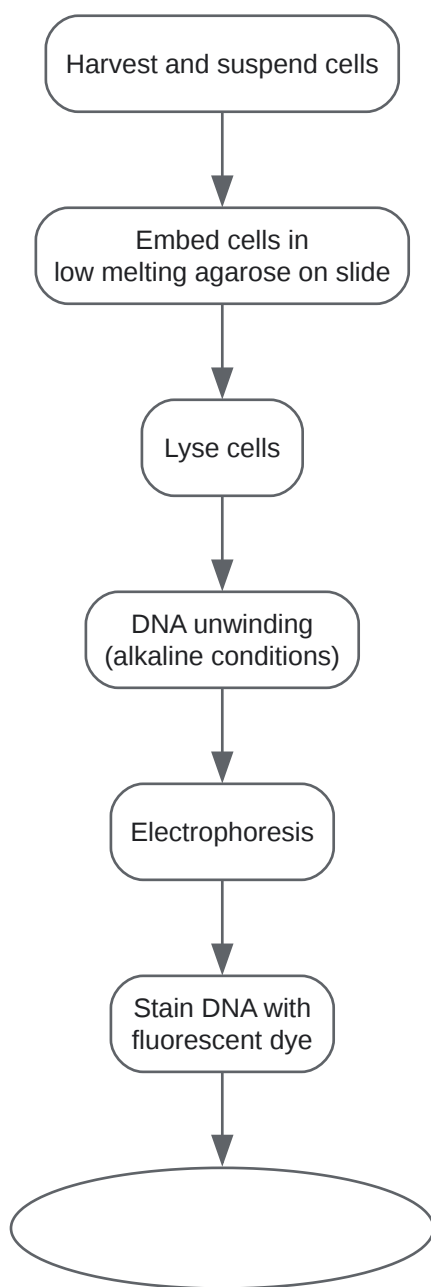 Harvest and suspend cells
Embed cells in
low melting agarose on slide
Lyse cells
DNA unwinding
(alkaline conditions)
Electrophoresis
Stain DNA with
fluorescent dye